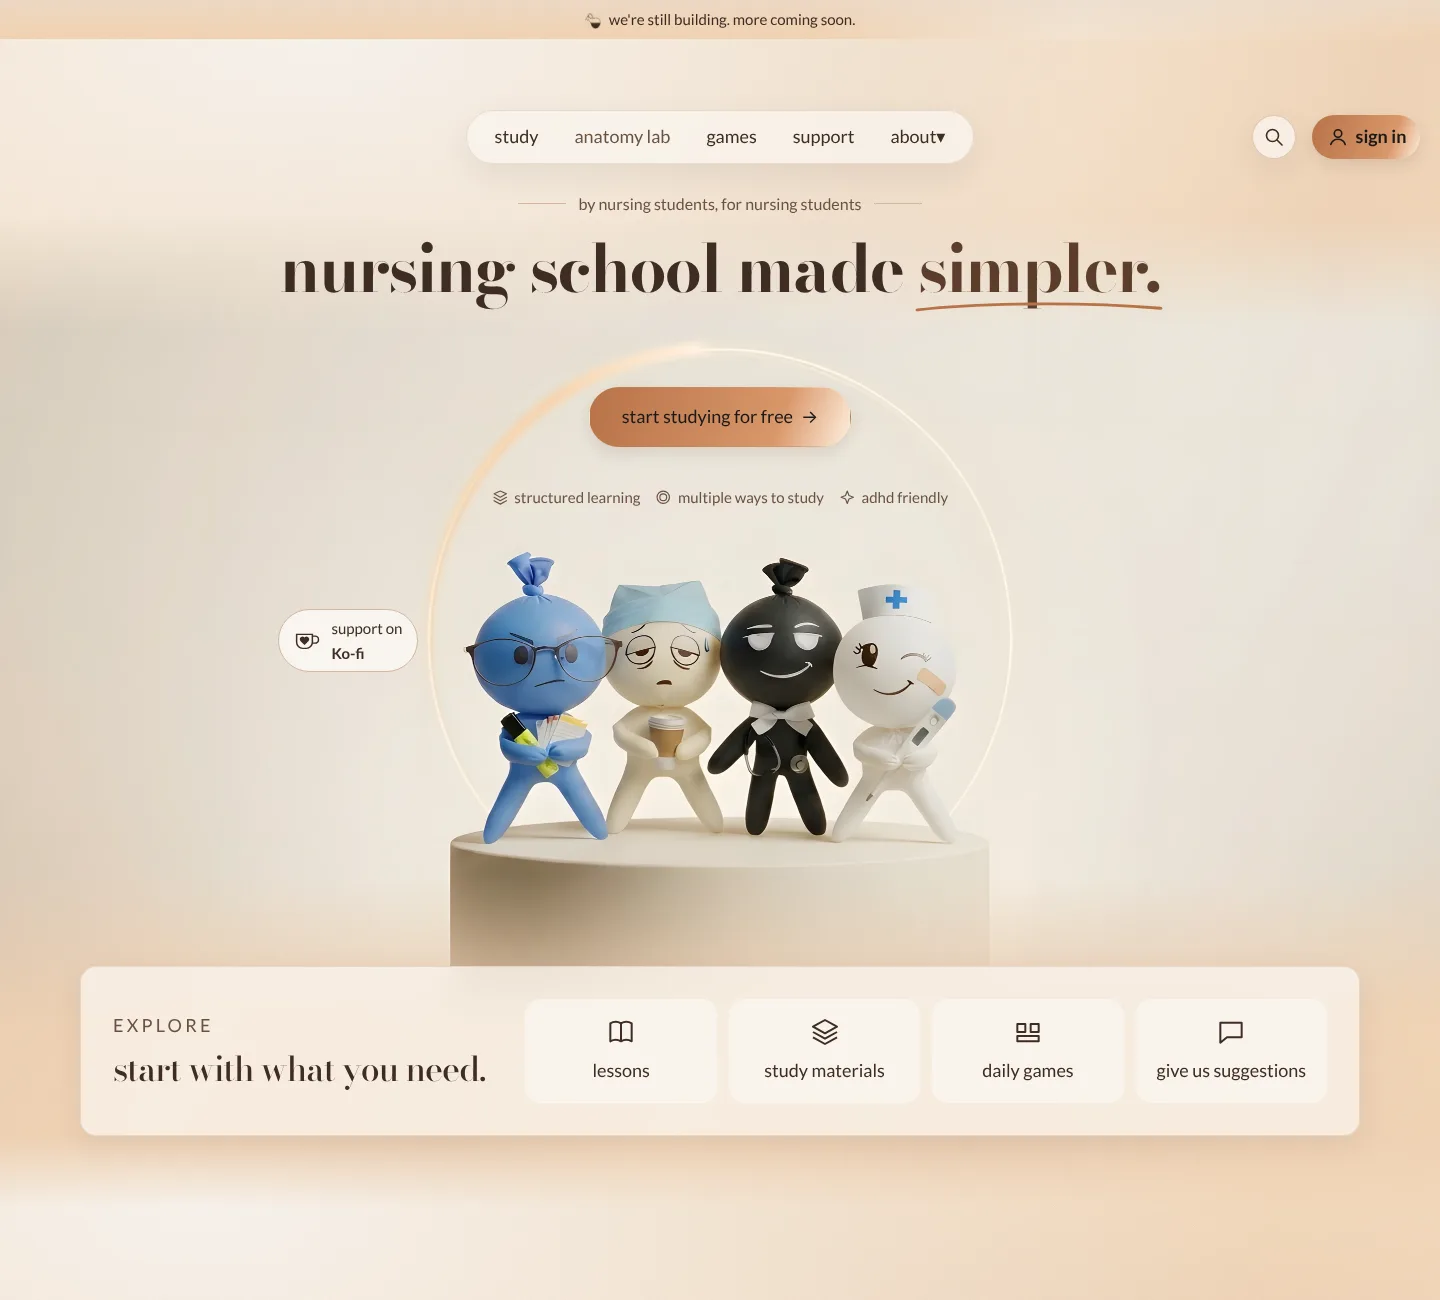 we're still building. more coming soon.
study anatomy lab games support about▾
sign in
by nursing students, for nursing students
nursing school made simpler.
start studying for free →
structured learning multiple ways to study adhd friendly
support on
Ko-fi
EXPLORE
start with what you need.
lessons
study materials
daily games
give us suggestions